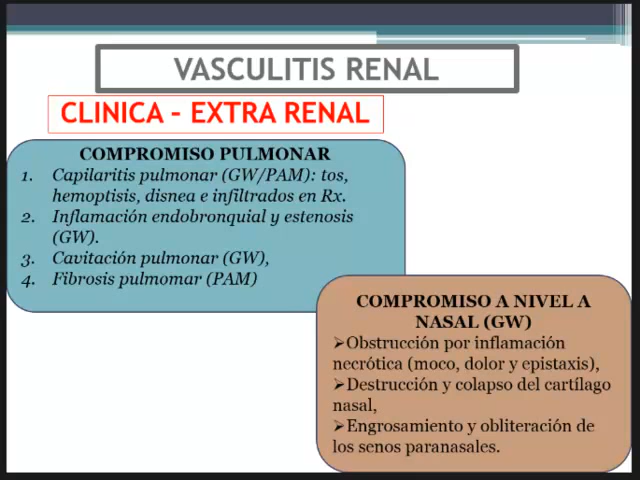 VASCULITIS RENAL
CLINICA – EXTRA RENAL
COMPROMISO PULMONAR
1. Capilaritis pulmonar (GW/PAM): tos,
hemoptisis, disnea e infiltrados en Rx.
2. Inflamación endobronquial y estenosis
(GW).
3. Cavitación pulmonar (GW),
4. Fibrosis pulmomar (PAM)
COMPROMISO A NIVEL A
NASAL (GW)
➢Obstrucción por inflamación
necrótica (moco, dolor y epistaxis),
➢Destrucción y colapso del cartílago
nasal,
➢Engrosamiento y obliteración de
los senos paranasales.